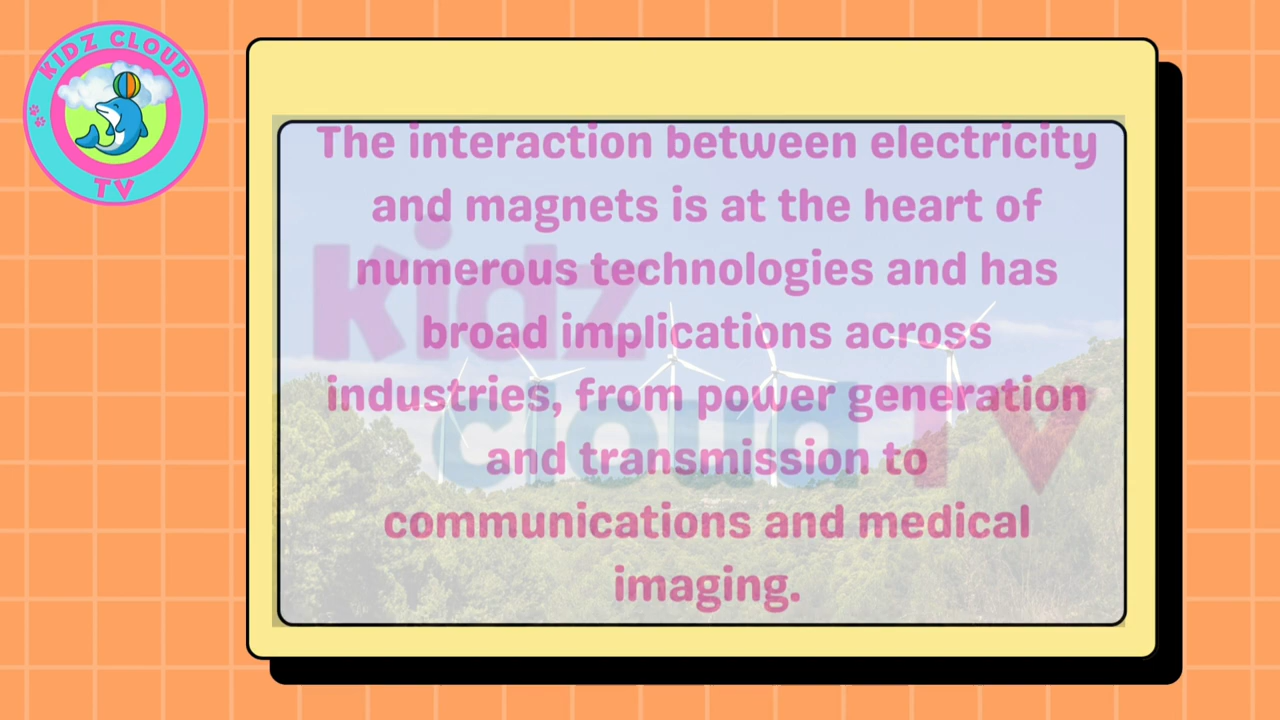 KIDZ CLOUD
TV
The interaction between electricity
and magnets is at the heart of
numerous technologies and has
broad implications across
industries, from power generation
and transmission to
communications and medical
imaging.
kidz
cloud TV